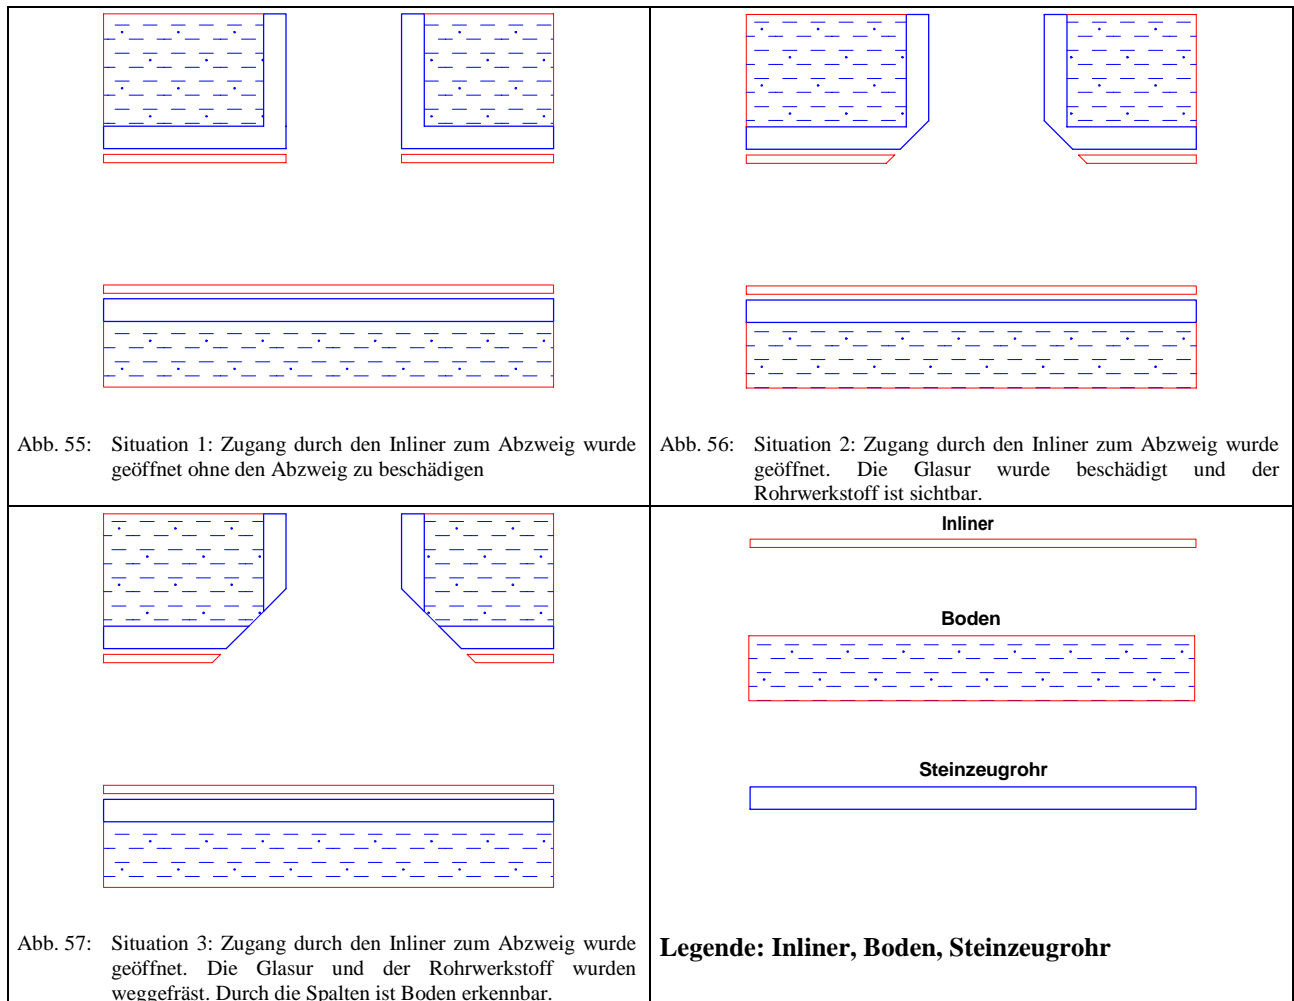 Abb. 55: Situation 1: Zugang durch den Inliner zum Abzweig wurde
geöffnet ohne den Abzweig zu beschädigen
Abb. 56: Situation 2: Zugang durch den Inliner zum Abzweig wurde
geöffnet. Die Glasur wurde beschädigt und der
Rohrwerkstoff ist sichtbar.
Abb. 57: Situation 3: Zugang durch den Inliner zum Abzweig wurde
geöffnet. Die Glasur und der Rohrwerkstoff wurden
weggefräst. Durch die Spalten ist Boden erkennbar.
Inliner
Boden
Steinzeugrohr
Legende: Inliner, Boden, Steinzeugrohr